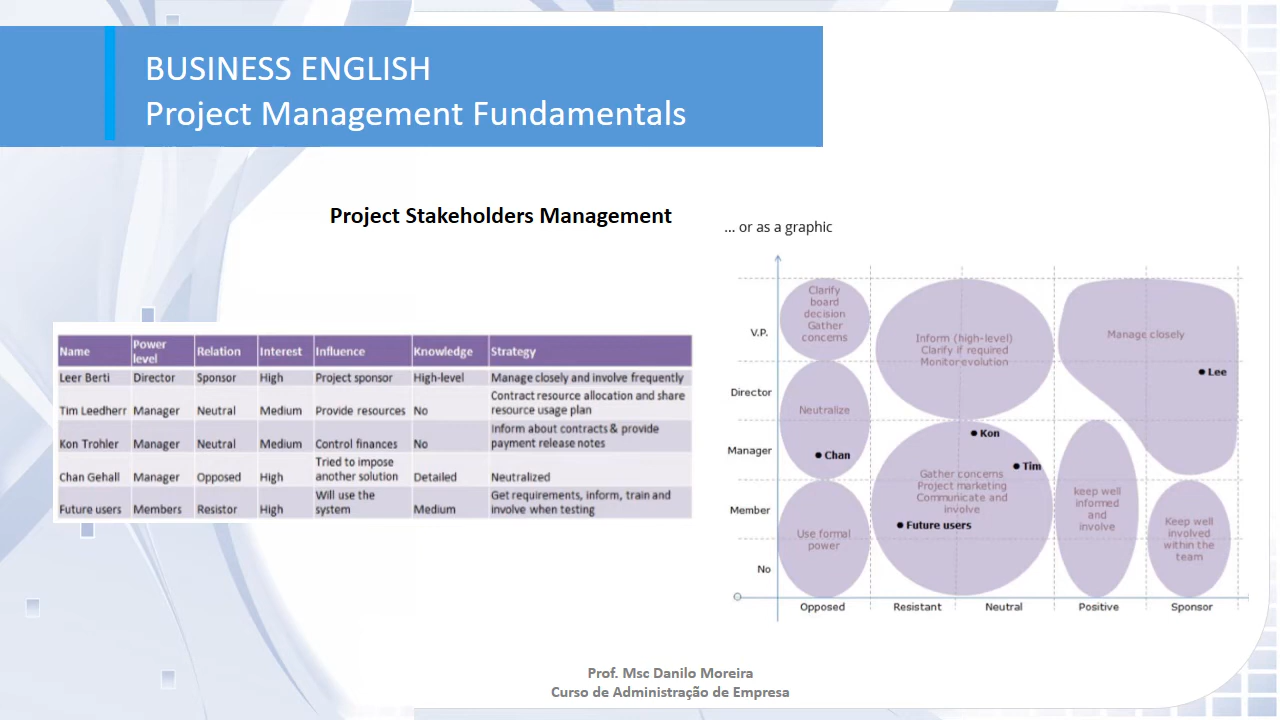 BUSINESS ENGLISH
Project Management Fundamentals
Project Stakeholders Management
... or as a graphic
Name Power level Relation Interest Influence Knowledge Strategy
Leer Berti Director Sponsor High Project sponsor High-level Manage closely and involve frequently
Tim Leedherr Manager Neutral Medium Provide resources No Contract resource allocation and share resource usage plan
Kon Trohler Manager Neutral Medium Control finances No Inform about contracts & provide payment release notes
Chan Gehall Manager Opposed High Tried to impose another solution Detailed Neutralized
Future users Members Resistor High Will use the system Medium Get requirements, inform, train and involve when testing
V.P.
Director
Manager
Member
No
Clarify
board
decision
Gather
concerns
Inform (high-level)
Clarify if required
Monitor evolution
Manage closely
Lee
Neutralize
Chan
Kon
Tim
Gather concerns
Project marketing
Communicate and
involve
Future users
keep well
informed
and
involve
Keep well
involved
within the
team
Use formal
power
Opposed Resistant Neutral Positive Sponsor
Prof. Msc Danilo Moreira
Curso de Administração de Empresa